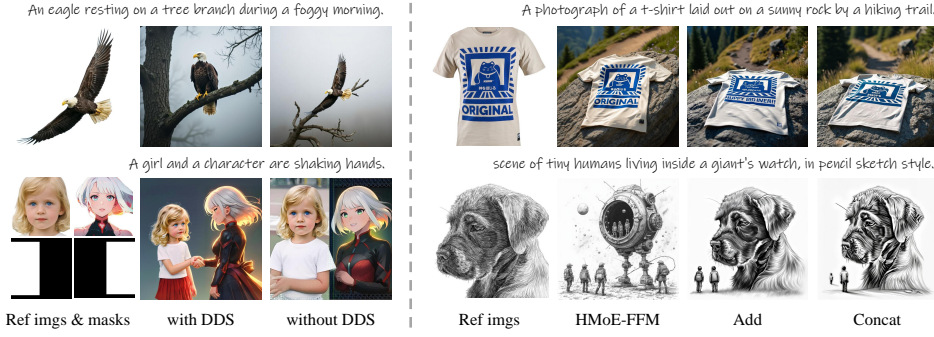 An eagle resting on a tree branch during a foggy morning.
A girl and a character are shaking hands.
Ref imgs & masks
with DDS
without DDS
A photograph of a t-shirt laid out on a sunny rock by a hiking trail.
ORIGINAL
ORIGINAL
scene of tiny humans living inside a giant's watch, in pencil sketch style.
Ref imgs
HMoE-FFM
Add
Concat